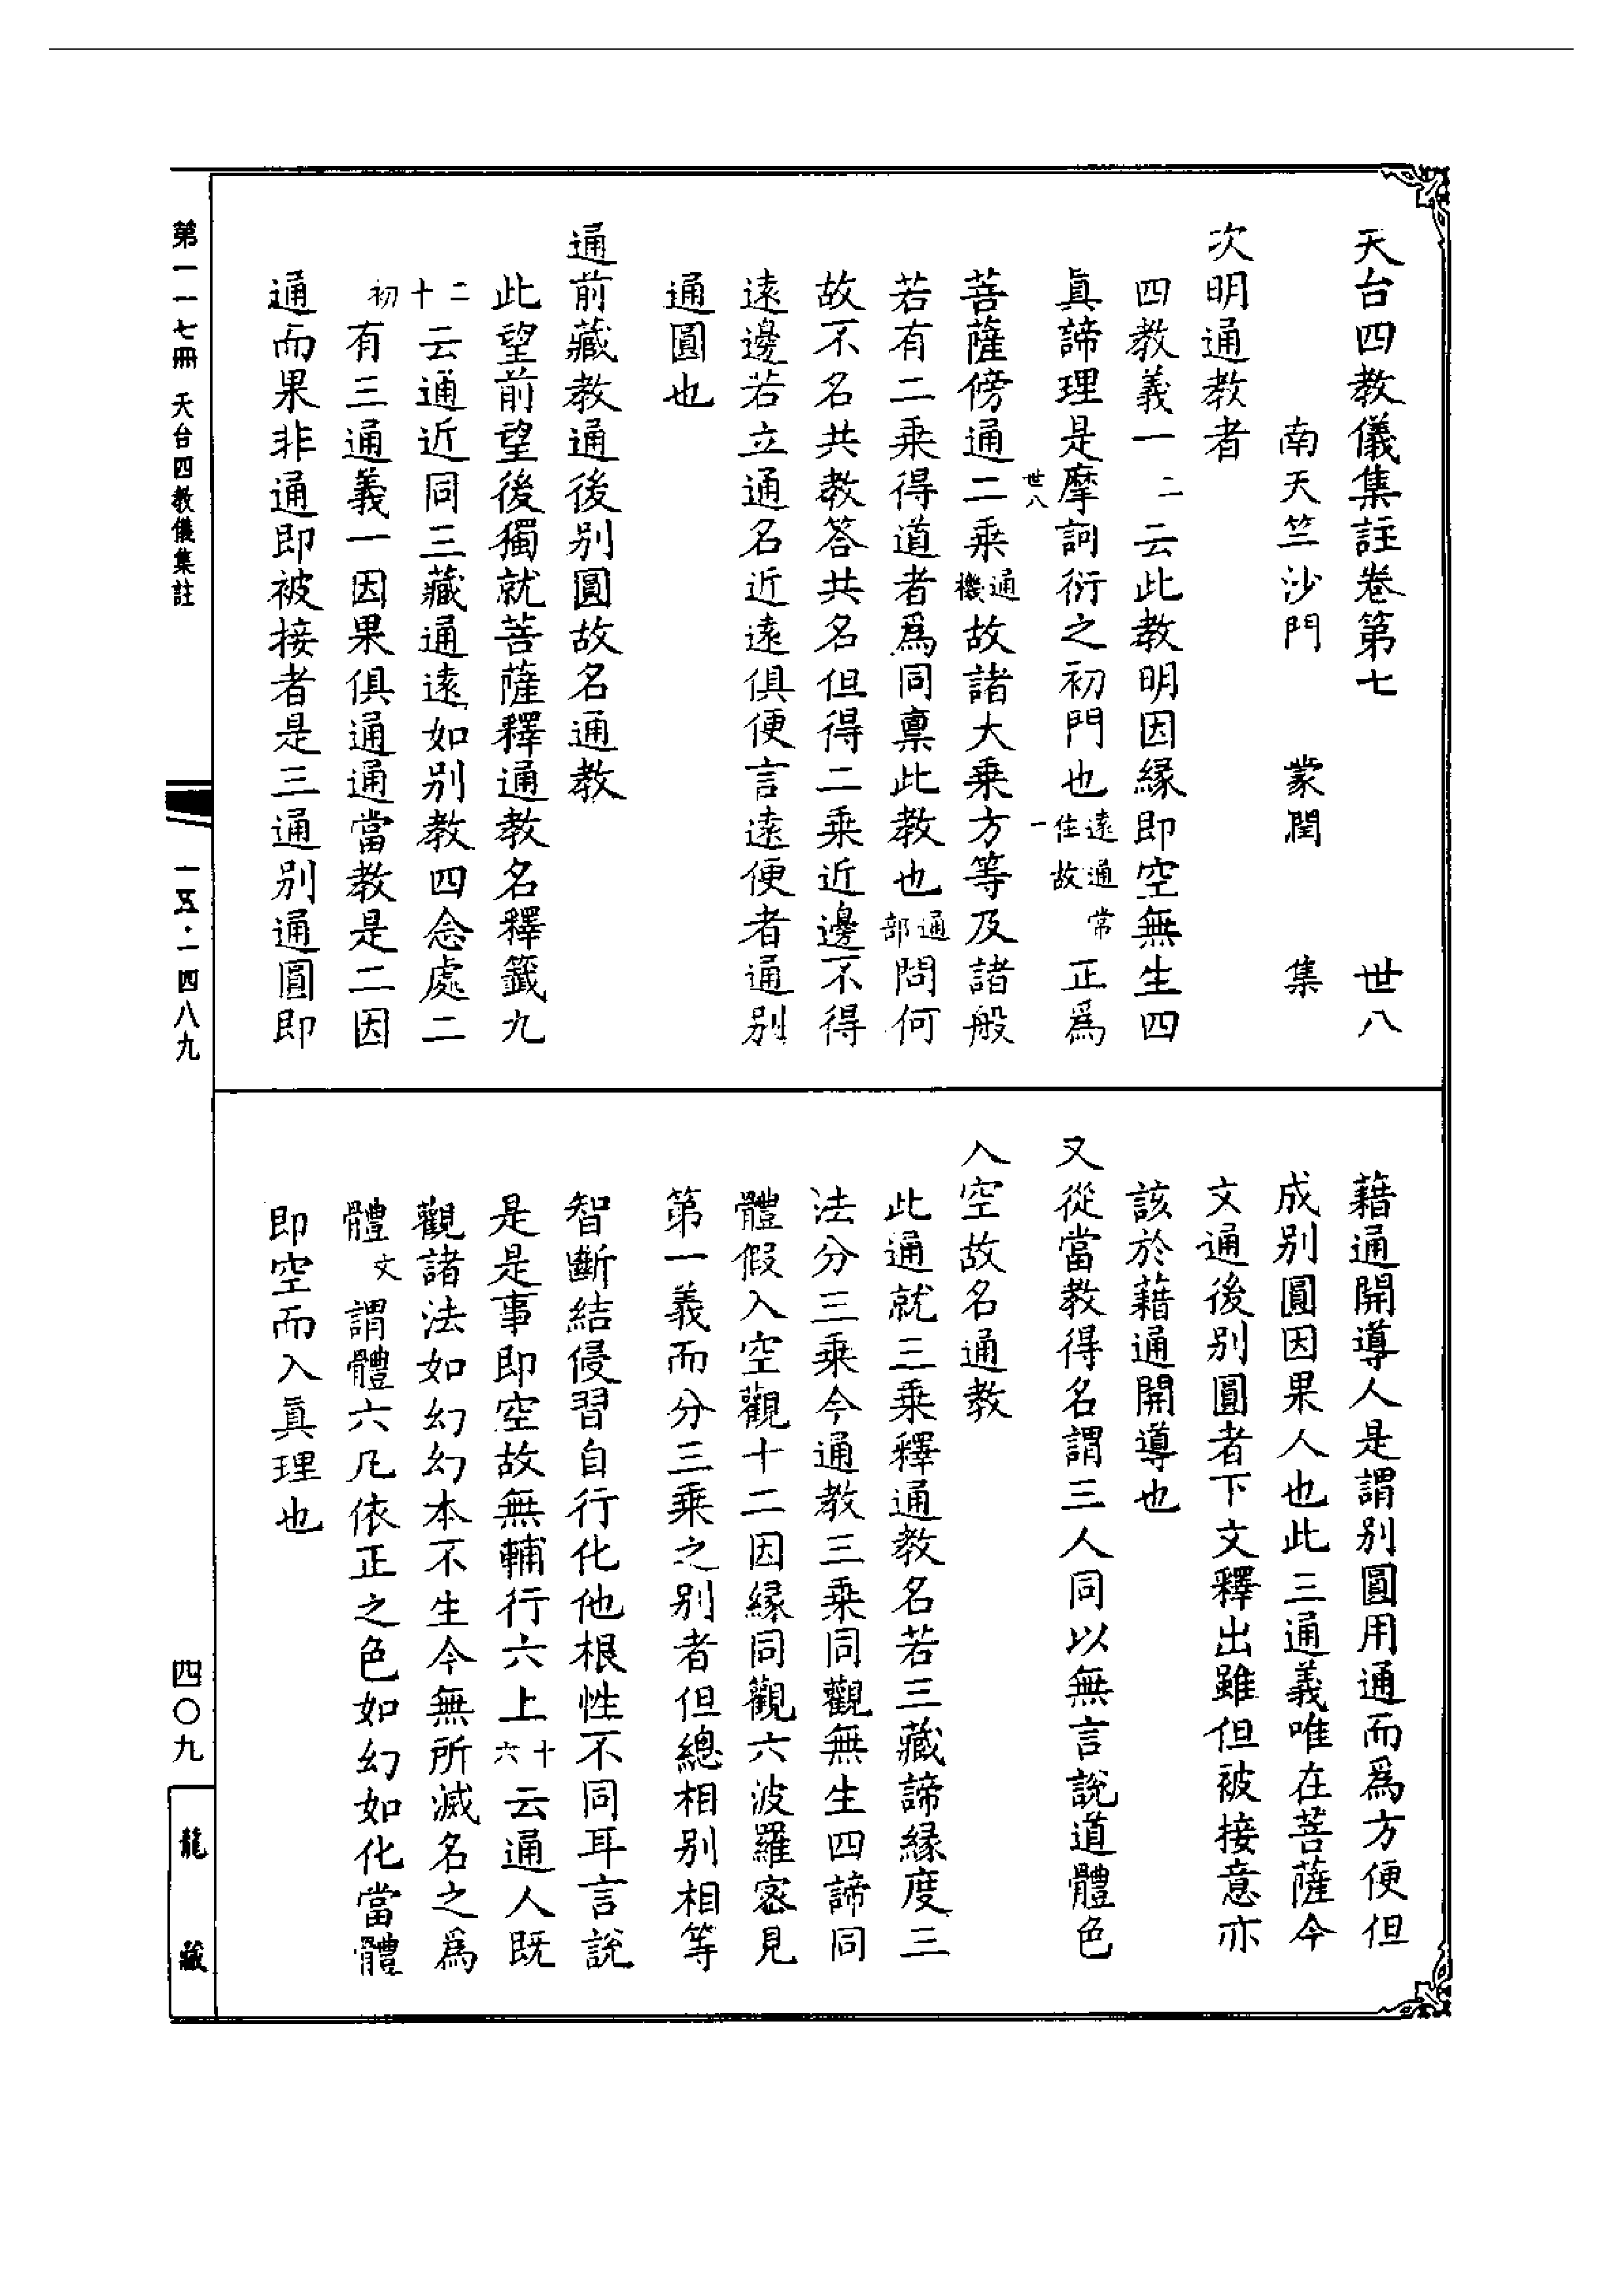 天台四教儀集註卷第七　世八
南天竺沙門　蒙潤　集
次明通教者
四教義一二云此教明因緣即空無生四
真諦理是摩訶衍之初門也遠通常住故一正爲
世八
菩薩傍通二乘通機故諸大乘方等及諸般
若有二乘得道者爲同稟此教也通部問何
故不名共教答共名但得二乘近邊不得
遠邊若立通名近遠俱便言遠便者通别
通圓也
通前藏教通後别圓故名通教
此望前望後獨就菩薩釋通教名釋籤九
二十云通近同三藏通遠如别教四念處二
初有三通義一因果俱通通當教是二因
通而果非通即被接者是三通别通圓即
藉通開導人是謂别圓用通而爲方便但
成别圓因果人也此三通義唯在菩薩今
文通後别圓者下文釋出雖但被接意亦
該於藉通開導也
又從當教得名謂三人同以無言說道體色
入空故名通教
此通就三乘釋通教名若三藏諦緣度三
法分三乘今通教三乘同觀無生四諦同
體假入空觀十二因緣同觀六波羅密見
第一義而分三乘之别者但總相别相等
智斷結侵習自行化他根性不同耳言說
是是事即空故無輔行六上十六云通人既
觀諸法如幻幻本不生今無所滅名之爲
體文謂體六凡依正之色如幻如化當體
即空而入真理也
第一一七冊　天台四教儀集註
一五·一四八九
四〇九
龍藏